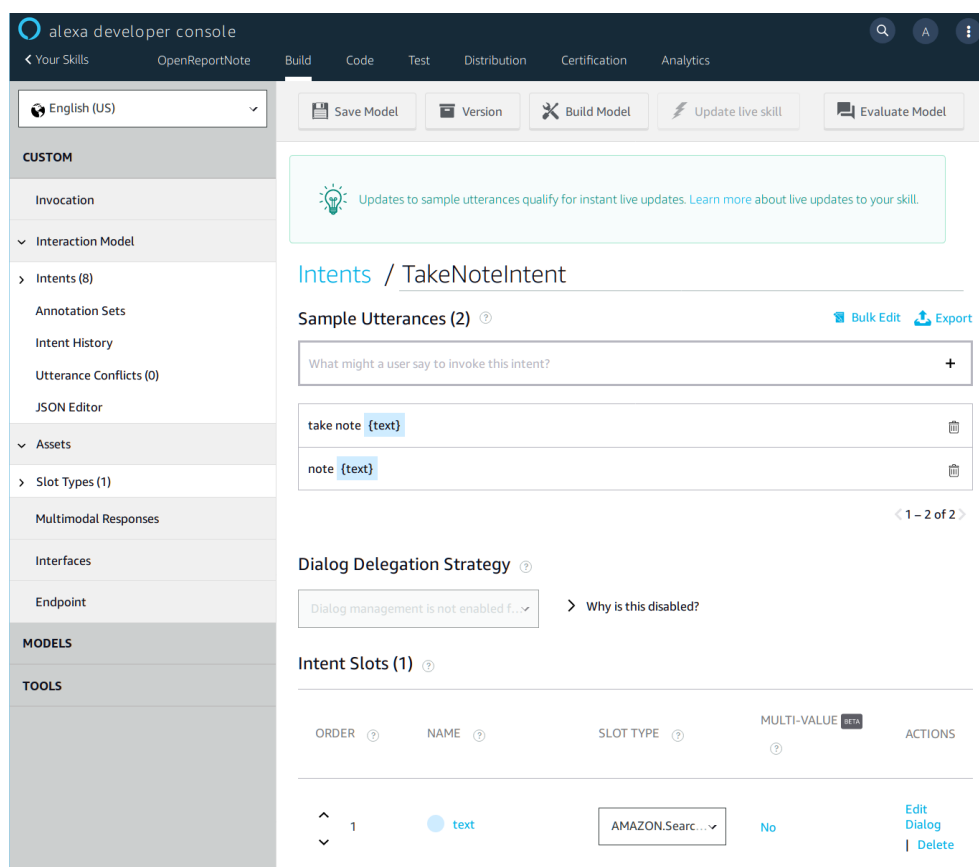 alexa developer console
A
Your Skills
OpenReportNote
Build
Code
Test
Distribution
Certification
Analytics
English (US)
Save Model
Version
Build Model
Update live skill
Evaluate Model
CUSTOM
Invocation
Interaction Model
Intents (8)
Annotation Sets
Intent History
Utterance Conflicts (0)
JSON Editor
Assets
Slot Types (1)
Multimodal Responses
Interfaces
Endpoint
MODELS
TOOLS
Updates to sample utterances qualify for instant live updates. Learn more about live updates to your skill.
Intents / TakeNoteIntent
Sample Utterances (2) ?
Bulk Edit
Export
What might a user say to invoke this intent?
+
take note {text}
note {text}
< 1 – 2 of 2 >
Dialog Delegation Strategy ?
Dialog management is not enabled f...
Why is this disabled?
Intent Slots (1) ?
ORDER ?
NAME ?
SLOT TYPE ?
MULTI-VALUE BETA
?
ACTIONS
1
text
AMAZON.Searc...
No
Edit
Dialog
| Delete